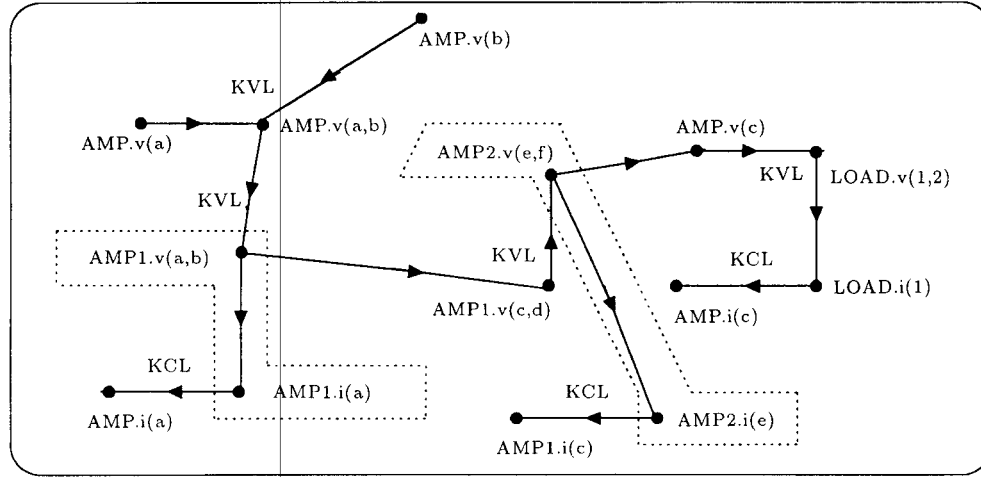 AMP.v(b)
KVL
AMP.v(a)
AMP.v(a,b)
AMP.v(c)
AMP2.v(e,f)
KVL
LOAD.v(1,2)
KVL
AMP1.v(a,b)
KVL
KCL
AMP1.v(c,d)
AMP.i(c)
LOAD.i(1)
KCL
AMP1.i(a)
KCL
AMP.i(a)
AMP2.i(e)
AMP1.i(c)